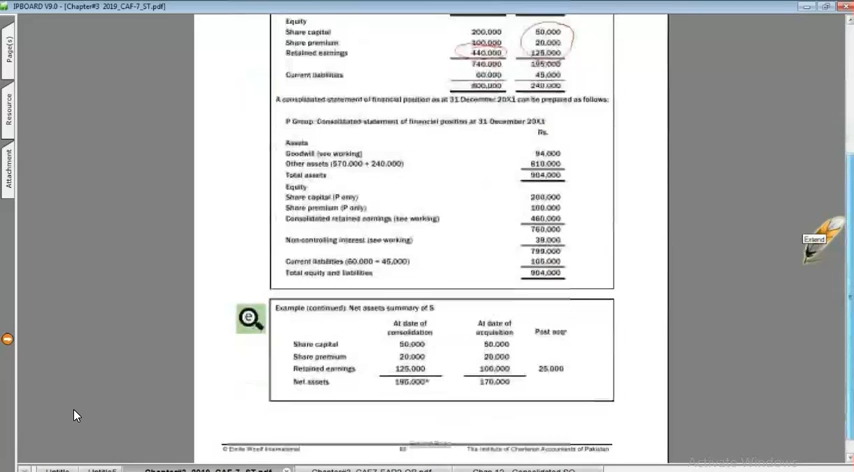 IPBOARD V9.0 - [Chapter#3_2019_CAF-7_ST.pdf]
Page(s)
Resource
Attachment
Equity
Share capital 200,000 50,000
Share premium 100,000 20,000
Retained earnings 440,000 125,000
740,000 195,000
Current liabilities 60,000 45,000
800,000 240,000
A consolidated statement of financial position as at 31 December 20X1 can be prepared as follows:
P Group: Consolidated statement of financial position at 31 December 20X1
Rs.
Assets
Goodwill (see working) 94,000
Other assets (570,000 + 240,000) 810,000
Total assets 904,000
Equity
Share capital (P only) 200,000
Share premium (P only) 100,000
Consolidated retained earnings (see working) 460,000
760,000
Non-controlling interest (see working) 39,000
799,000
Current liabilities (60,000 + 45,000) 105,000
Total equity and liabilities 904,000
Extend
Example (continued): Net assets summary of S
At date of consolidation At date of acquisition Post acqn
Share capital 50,000 50,000
Share premium 20,000 20,000
Retained earnings 125,000 100,000 25,000
Net assets 195,000* 170,000
© Emile Woolf International The Institute of Chartered Accountants of Pakistan
Activate Windows
Untitle Untitle5 Chapter#3_2019_CAF-7_ST.pdf